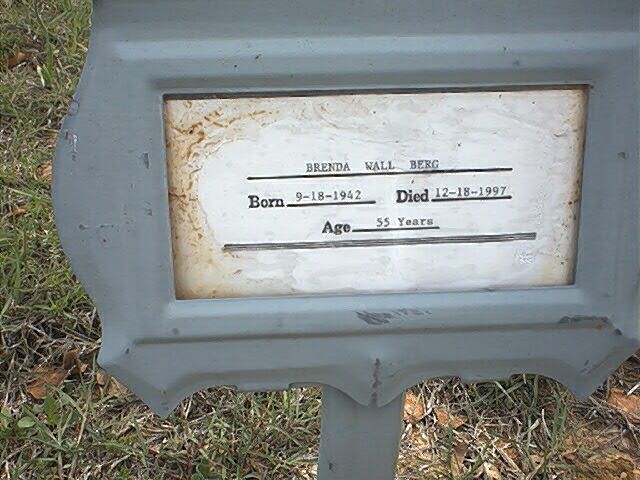 BRENDA WALL BERG
Born 9-18-1942 Died 12-18-1997
Age 55 Years